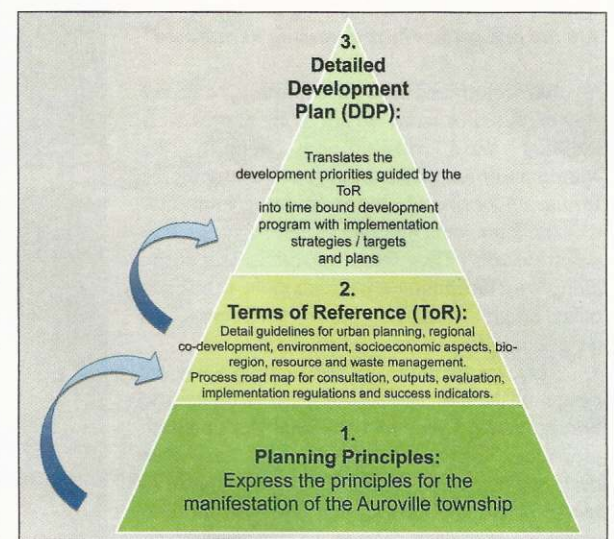 3.
Detailed
Development
Plan (DDP):
Translates the
development priorities guided by the
ToR
into time bound development
program with implementation
strategies / targets
and plans
2.
Terms of Reference (ToR):
Detail guidelines for urban planning, regional
co-development, environment, socioeconomic aspects, bio-
region, resource and waste management.
Process road map for consultation, outputs, evaluation,
implementation regulations and success indicators.
1.
Planning Principles:
Express the principles for the
manifestation of the Auroville township